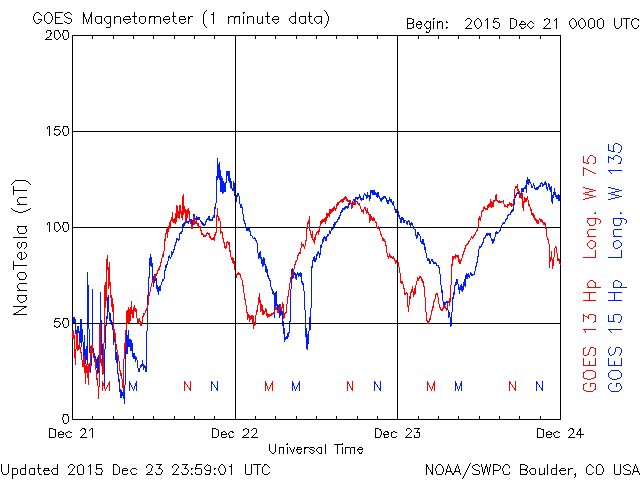 GOES Magnetometer (1 minute data)
Begin: 2015 Dec 21 0000 UTC
200
150
100
50
0
NanoTesla (nT)
M M N N M M N N M M N N
Dec 21 Dec 22 Dec 23 Dec 24
Universal Time
GOES 13 Hp Long. W 75
GOES 15 Hp Long. W 135
Updated 2015 Dec 23 23:59:01 UTC
NOAA/SWPC Boulder, CO USA